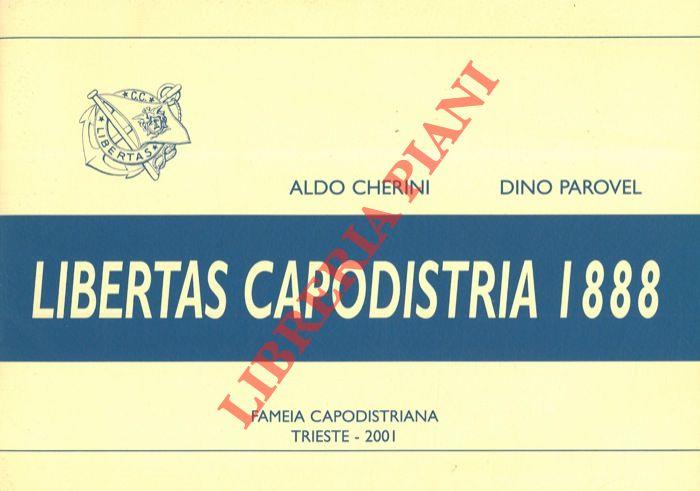 C.C.
LIBERTAS
ALDO CHERINI DINO PAROVEL
LIBERTAS CAPODISTRIA 1888
LIBRERIA PIANI
FAMEIA CAPODISTRIANA
TRIESTE - 2001